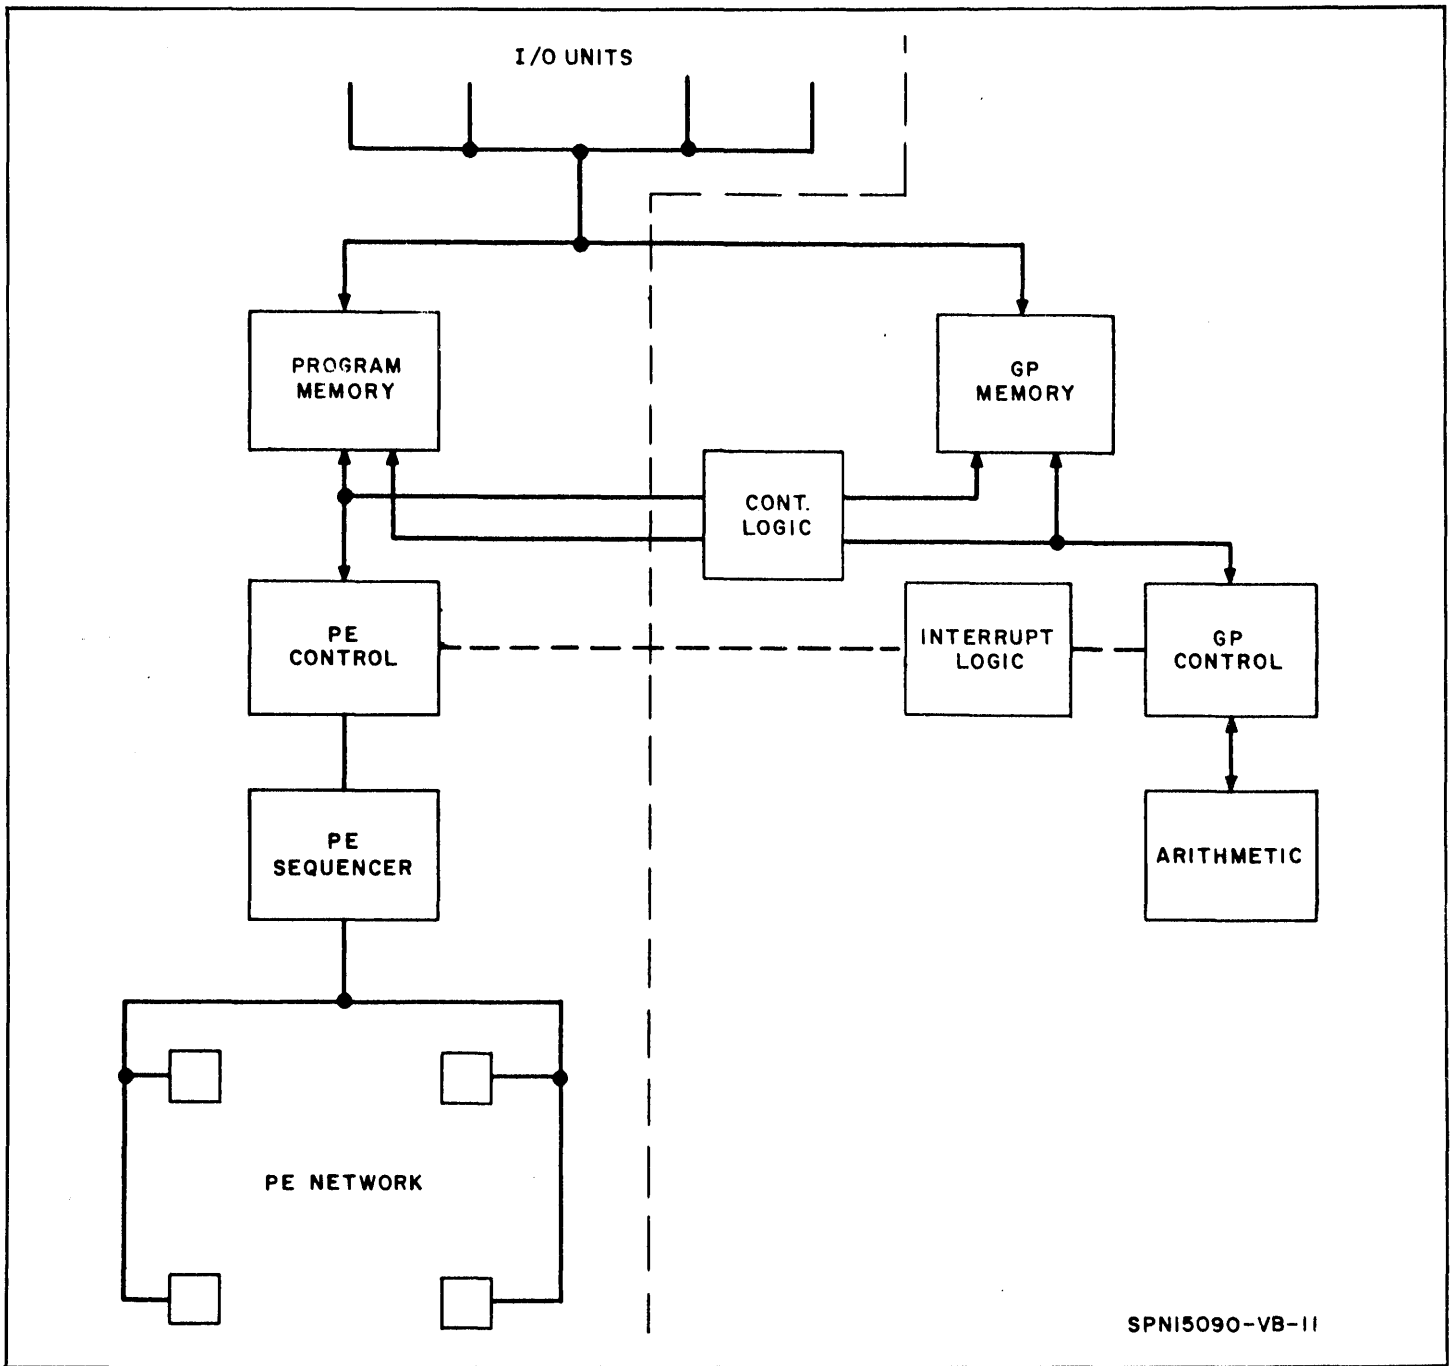 I/O UNITS
PROGRAM
MEMORY
GP
MEMORY
CONT.
LOGIC
PE
CONTROL
INTERRUPT
LOGIC
GP
CONTROL
PE
SEQUENCER
ARITHMETIC
PE NETWORK
SPN15090-VB-11